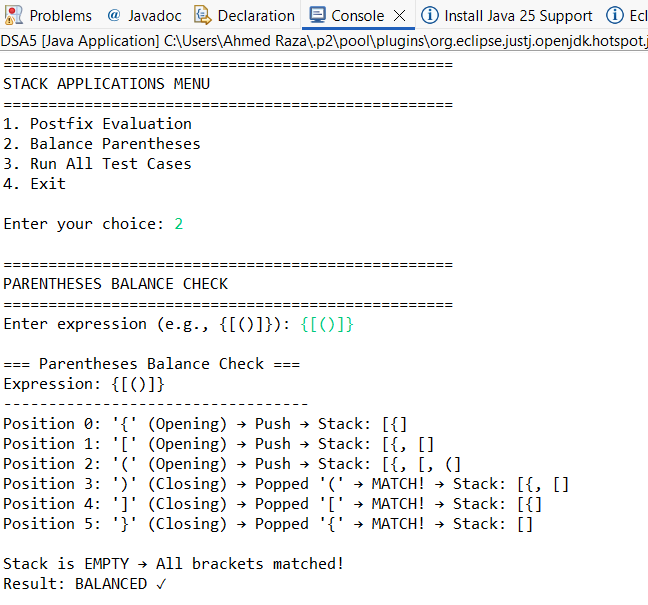 Problems @ Javadoc Declaration Console Install Java 25 Support Ecl
DSA5 [Java Application] C:\Users\Ahmed Raza\.p2\pool\plugins\org.eclipse.justj.openjdk.hotspot.j
==================================================
STACK APPLICATIONS MENU
==================================================
1. Postfix Evaluation
2. Balance Parentheses
3. Run All Test Cases
4. Exit
Enter your choice: 2
==================================================
PARENTHESES BALANCE CHECK
==================================================
Enter expression (e.g., {[()]}): {[()]}
=== Parentheses Balance Check ===
Expression: {[()]}
----------------------------------
Position 0: '{' (Opening) → Push → Stack: [{]
Position 1: '[' (Opening) → Push → Stack: [{, []
Position 2: '(' (Opening) → Push → Stack: [{, [, (]
Position 3: ')' (Closing) → Popped '(' → MATCH! → Stack: [{, []
Position 4: ']' (Closing) → Popped '[' → MATCH! → Stack: [{]
Position 5: '}' (Closing) → Popped '{' → MATCH! → Stack: []
Stack is EMPTY → All brackets matched!
Result: BALANCED ✓